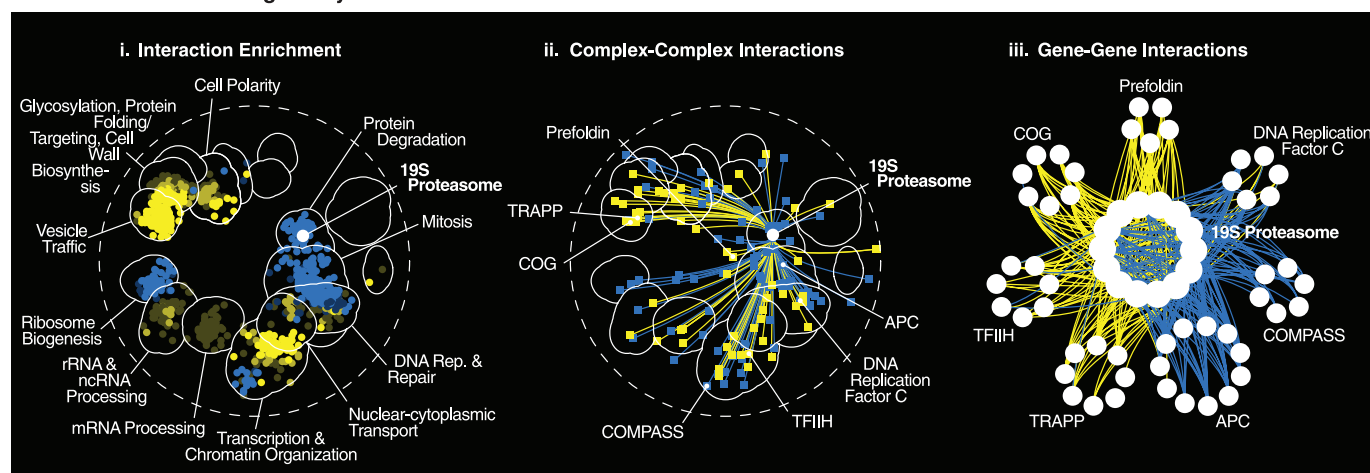 i. Interaction Enrichment
Cell Polarity
Glycosylation, Protein
Folding/
Targeting, Cell
Wall
Biosynthe-
sis
Protein
Degradation
19S
Proteasome
Mitosis
Vesicle
Traffic
Ribosome
Biogenesis
rRNA &
ncRNA
Processing
mRNA Processing
Transcription &
Chromatin Organization
Nuclear-cytoplasmic
Transport
DNA Rep. &
Repair
ii. Complex-Complex Interactions
Prefoldin
19S
Proteasome
TRAPP
COG
APC
DNA
Replication
Factor C
TFIIH
COMPASS
iii. Gene-Gene Interactions
Prefoldin
COG
DNA Replication
Factor C
19S Proteasome
TFIIH
COMPASS
TRAPP
APC